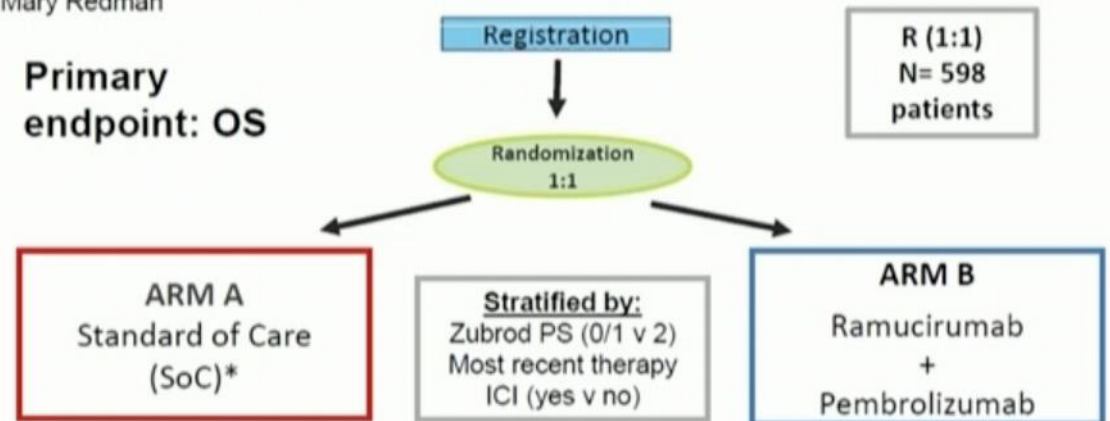 Mary Redman
Primary
endpoint: OS
Registration
R (1:1)
N= 598
patients
Randomization
1:1
ARM A
Standard of Care
(SoC)*
Stratified by:
Zubrod PS (0/1 v 2)
Most recent therapy
ICI (yes v no)
ARM B
Ramucirumab
+
Pembrolizumab